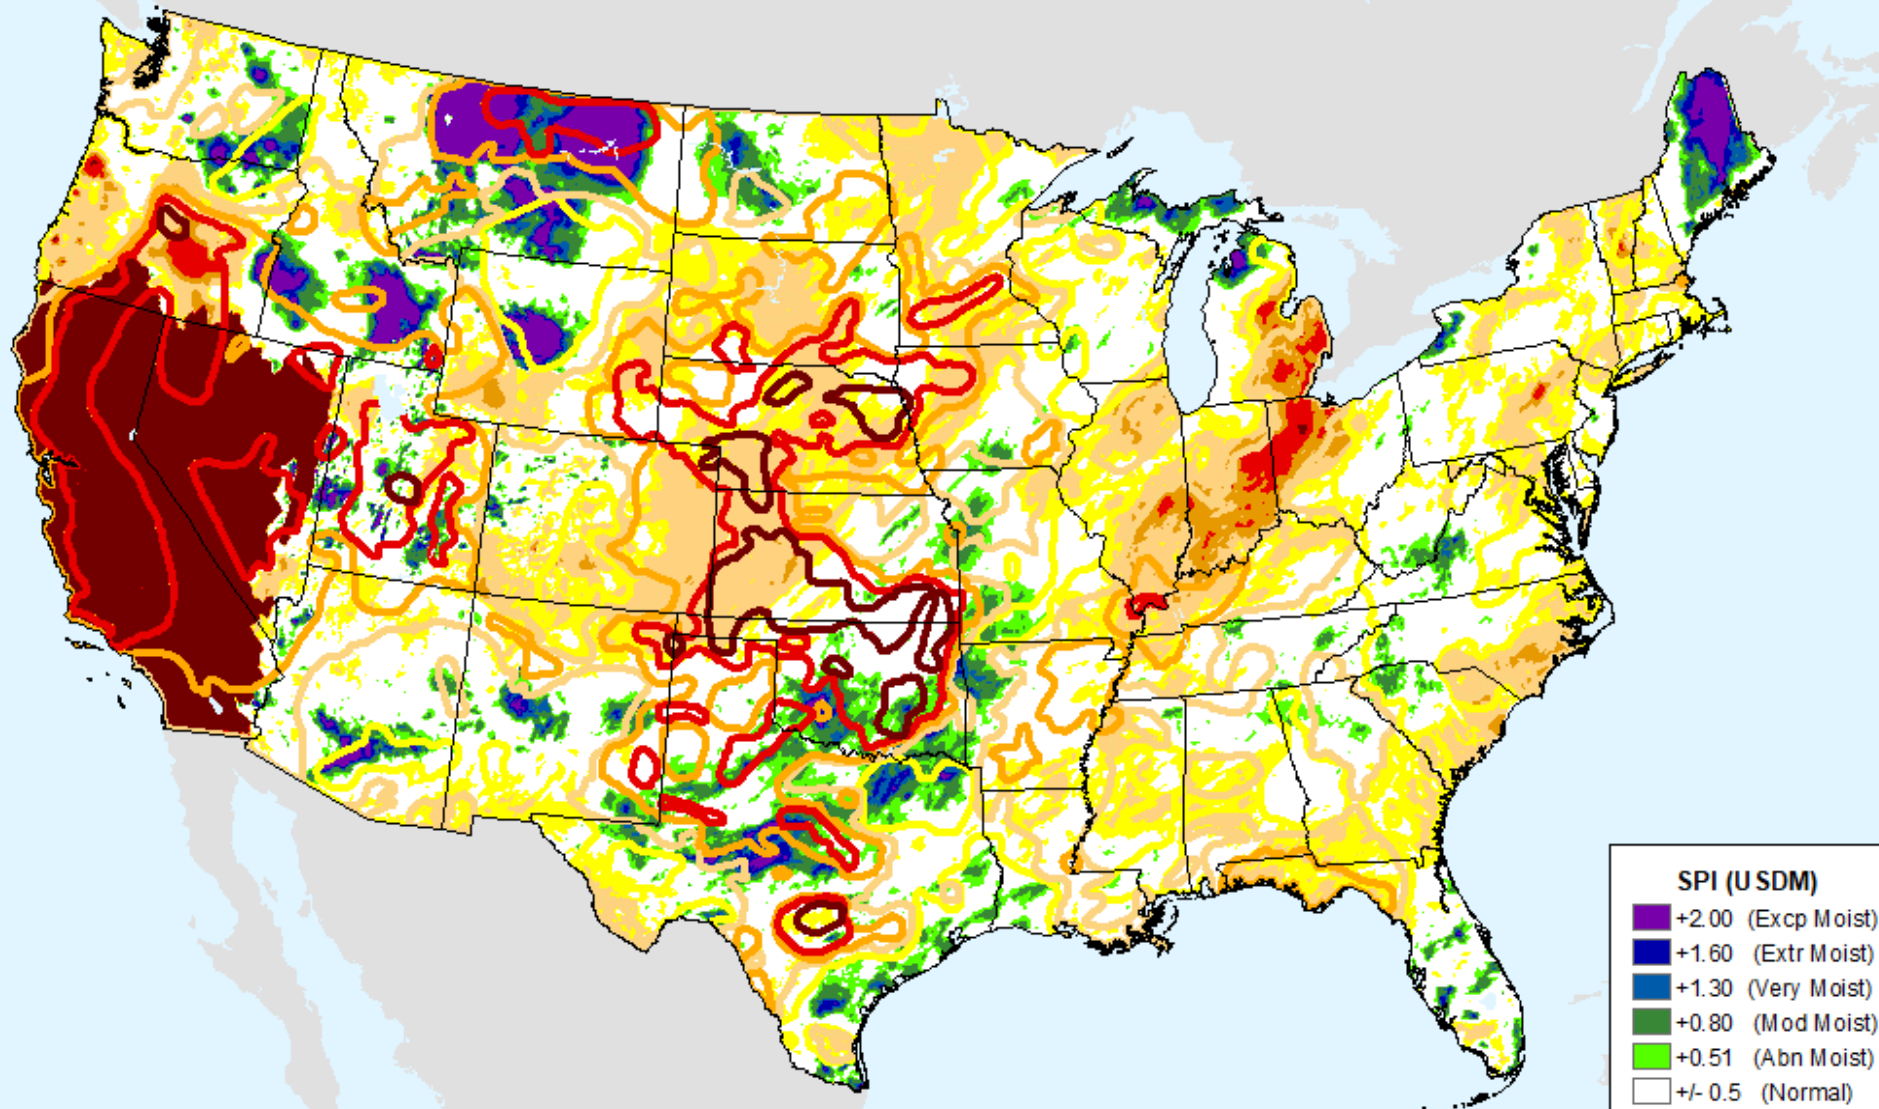 SPI (USDM)
+2.00 (Excp Moist)
+1.60 (Extr Moist)
+1.30 (Very Moist)
+0.80 (Mod Moist)
+0.51 (Abn Moist)
+/- 0.5 (Normal)